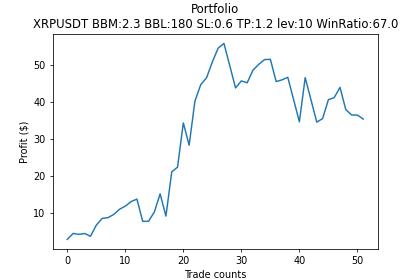 Portfolio
XRPUSDT BBM:2.3 BBL:180 SL:0.6 TP:1.2 lev:10 WinRatio:67.0
50
40
30
20
10
Profit ($)
0 10 20 30 40 50
Trade counts